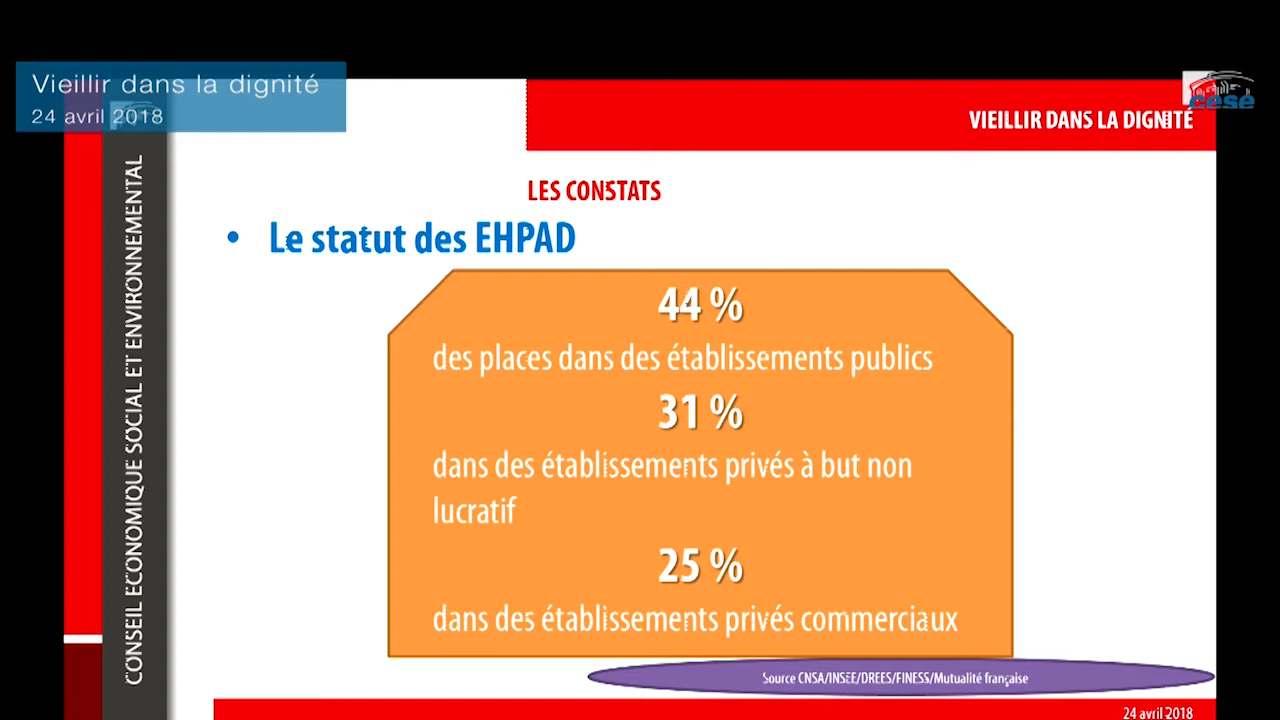 Vieillir dans la dignité
24 avril 2018
cese
VIEILLIR DANS LA DIGNITÉ
CONSEIL ECONOMIQUE SOCIAL ET ENVIRONNEMENTAL
LES CONSTATS
• Le statut des EHPAD
44 %
des places dans des établissements publics
31 %
dans des établissements privés à but non
lucratif
25 %
dans des établissements privés commerciaux
Source CNSA/INSEE/DREES/FINESS/Mutualité française
24 avril 2018